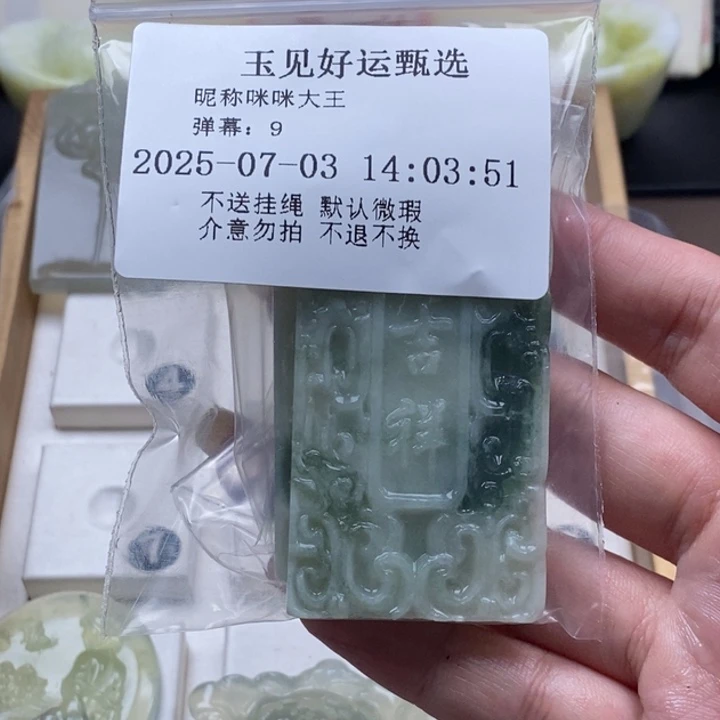 玉见好运甄选
昵称咪咪大王
弹幕：9
2025-07-03 14:03:51
不送挂绳 默认微瑕
介意勿拍 不退不换
吉
祥
4
7